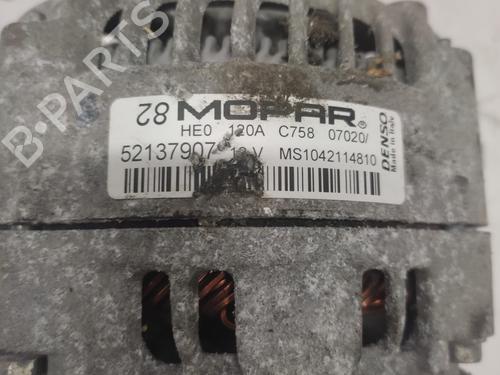 82 MOPAR®
HE0 120A C758 07020/
52137907 12 V MS1042114810
DENSO
Made in Italy
B-PARTS